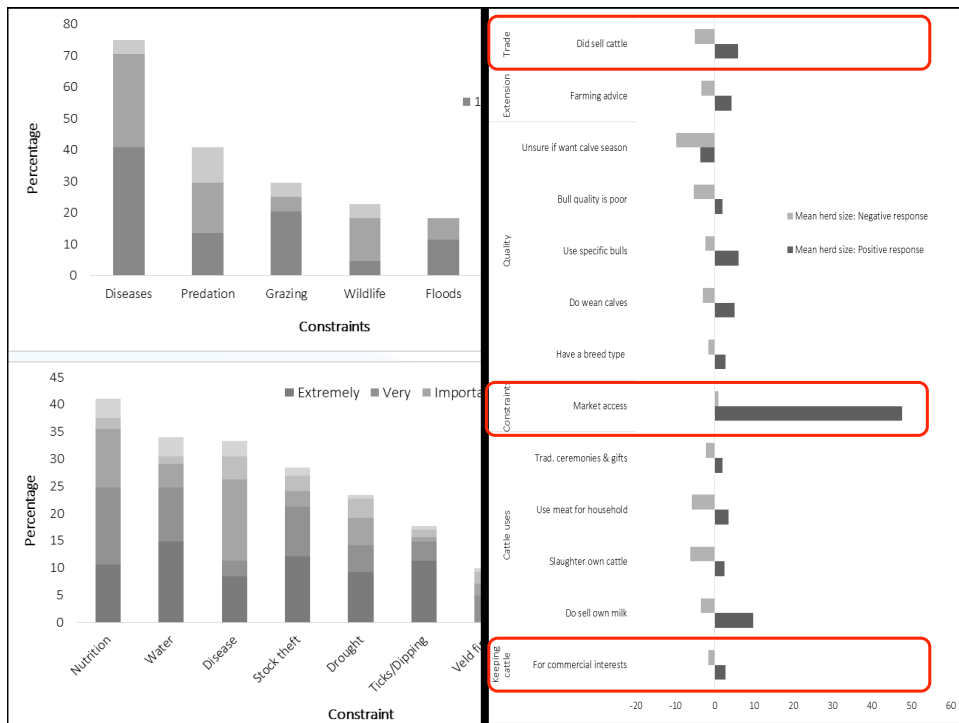 80
70
60
50
40
30
20
10
0
Percentage
1
Diseases Predation Grazing Wildlife Floods
Constraints
45
40
35
30
25
20
15
10
5
0
Percentage
Extremely Very Importa
Nutrition
Water
Disease
Stock theft
Drought
Ticks/Dipping
Veld fi
Constraint
Trade
Did sell cattle
Extension
Farming advice
Quality
Unsure if want calve season
Bull quality is poor
Use specific bulls
Do wean calves
Have a breed type
Mean herd size: Negative response
Mean herd size: Positive response
Constraints
Market access
Cattle uses
Trad. ceremonies & gifts
Use meat for household
Slaughter own cattle
Do sell own milk
Keeping
cattle
For commercial interests
-20 -10 0 10 20 30 40 50 60